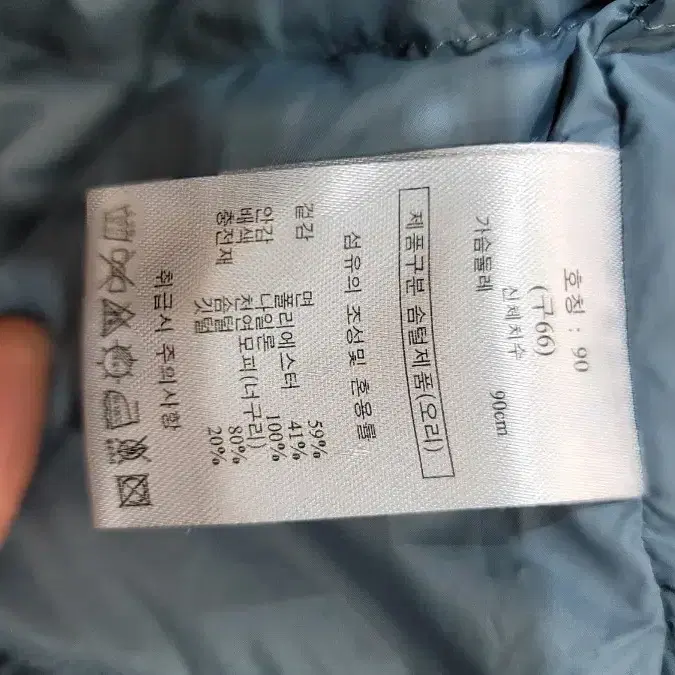 호칭 : 90
(구66)
신체치수
가슴둘레 90cm
제품구분 솜털제품(오리)
섬유의 조성및 혼용률
겉감 면 59%
폴리에스터 41%
안감 나일론 100%
배색 천연모피(너구리)
충전재 솜털 80%
깃털 20%
취급시 주의사항